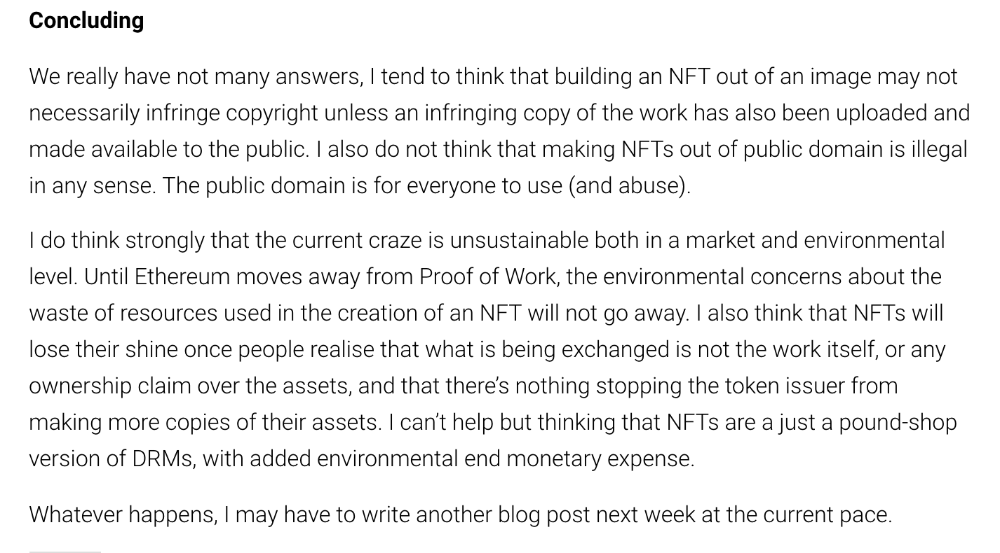 Concluding
We really have not many answers, I tend to think that building an NFT out of an image may not
necessarily infringe copyright unless an infringing copy of the work has also been uploaded and
made available to the public. I also do not think that making NFTs out of public domain is illegal
in any sense. The public domain is for everyone to use (and abuse).
I do think strongly that the current craze is unsustainable both in a market and environmental
level. Until Ethereum moves away from Proof of Work, the environmental concerns about the
waste of resources used in the creation of an NFT will not go away. I also think that NFTs will
lose their shine once people realise that what is being exchanged is not the work itself, or any
ownership claim over the assets, and that there’s nothing stopping the token issuer from
making more copies of their assets. I can’t help but thinking that NFTs are a just a pound-shop
version of DRMs, with added environmental end monetary expense.
Whatever happens, I may have to write another blog post next week at the current pace.